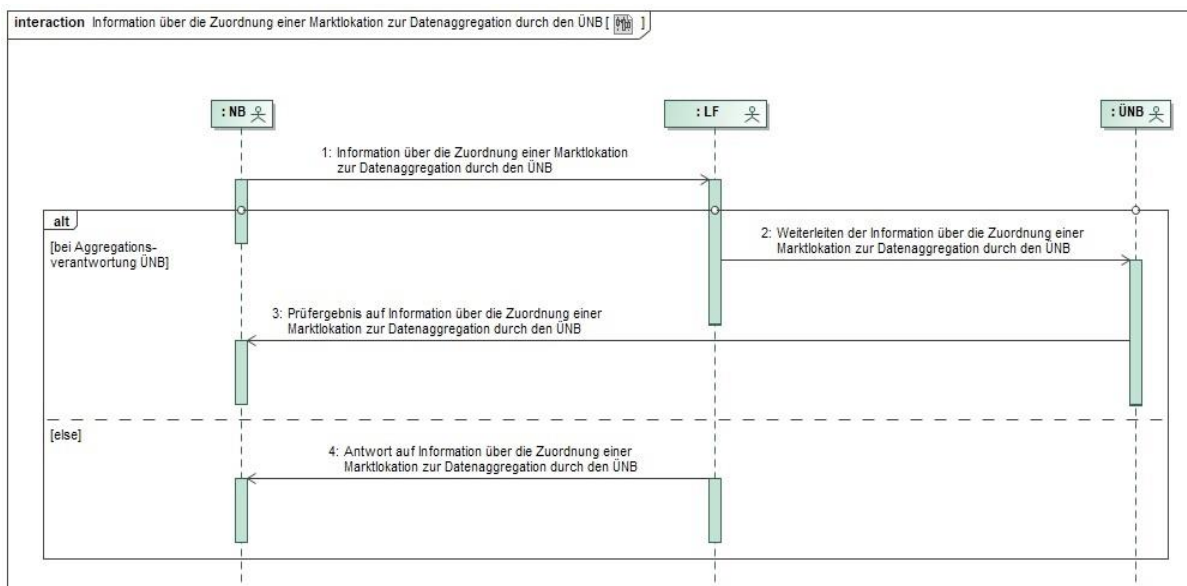 interaction Information über die Zuordnung einer Marktlokation zur Datenaggregation durch den ÜNB [ ]
: NB
: LF
: ÜNB
1: Information über die Zuordnung einer Marktlokation
zur Datenaggregation durch den ÜNB
alt
[bei Aggregations-
verantwortung ÜNB]
2: Weiterleiten der Information über die Zuordnung einer
Marktlokation zur Datenaggregation durch den ÜNB
3: Prüfergebnis auf Information über die Zuordnung einer
Marktlokation zur Datenaggregation durch den ÜNB
[else]
4: Antwort auf Information über die Zuordnung einer
Marktlokation zur Datenaggregation durch den ÜNB